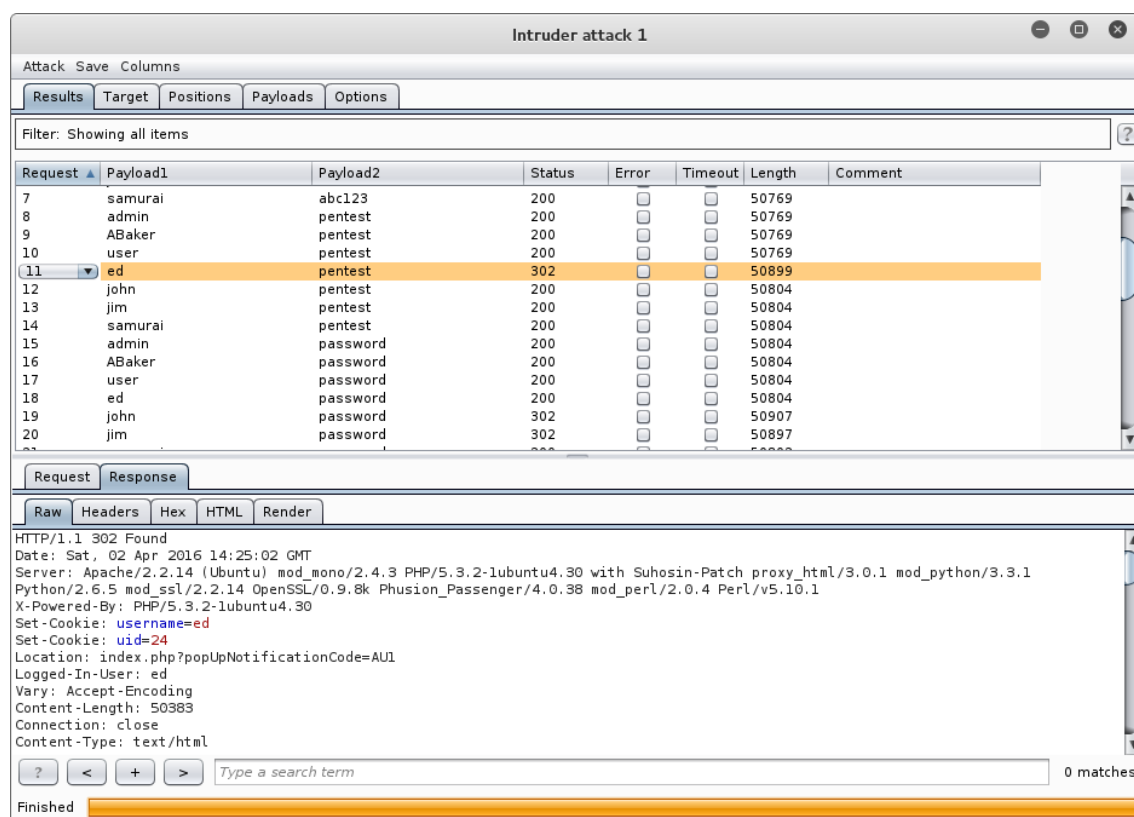 Intruder attack 1
Attack Save Columns
Results Target Positions Payloads Options
Filter: Showing all items ?
Request Payload1 Payload2 Status Error Timeout Length Comment
7 samurai abc123 200 50769
8 admin pentest 200 50769
9 ABaker pentest 200 50769
10 user pentest 200 50769
11 ed pentest 302 50899
12 john pentest 200 50804
13 jim pentest 200 50804
14 samurai pentest 200 50804
15 admin password 200 50804
16 ABaker password 200 50804
17 user password 200 50804
18 ed password 200 50804
19 john password 302 50907
20 jim password 302 50897
Request Response
Raw Headers Hex HTML Render
HTTP/1.1 302 Found
Date: Sat, 02 Apr 2016 14:25:02 GMT
Server: Apache/2.2.14 (Ubuntu) mod_mono/2.4.3 PHP/5.3.2-1ubuntu4.30 with Suhosin-Patch proxy_html/3.0.1 mod_python/3.3.1
Python/2.6.5 mod_ssl/2.2.14 OpenSSL/0.9.8k Phusion_Passenger/4.0.38 mod_perl/2.0.4 Perl/v5.10.1
X-Powered-By: PHP/5.3.2-1ubuntu4.30
Set-Cookie: username=ed
Set-Cookie: uid=24
Location: index.php?popUpNotificationCode=AU1
Logged-In-User: ed
Vary: Accept-Encoding
Content-Length: 50383
Connection: close
Content-Type: text/html
? < + > Type a search term 0 matches
Finished